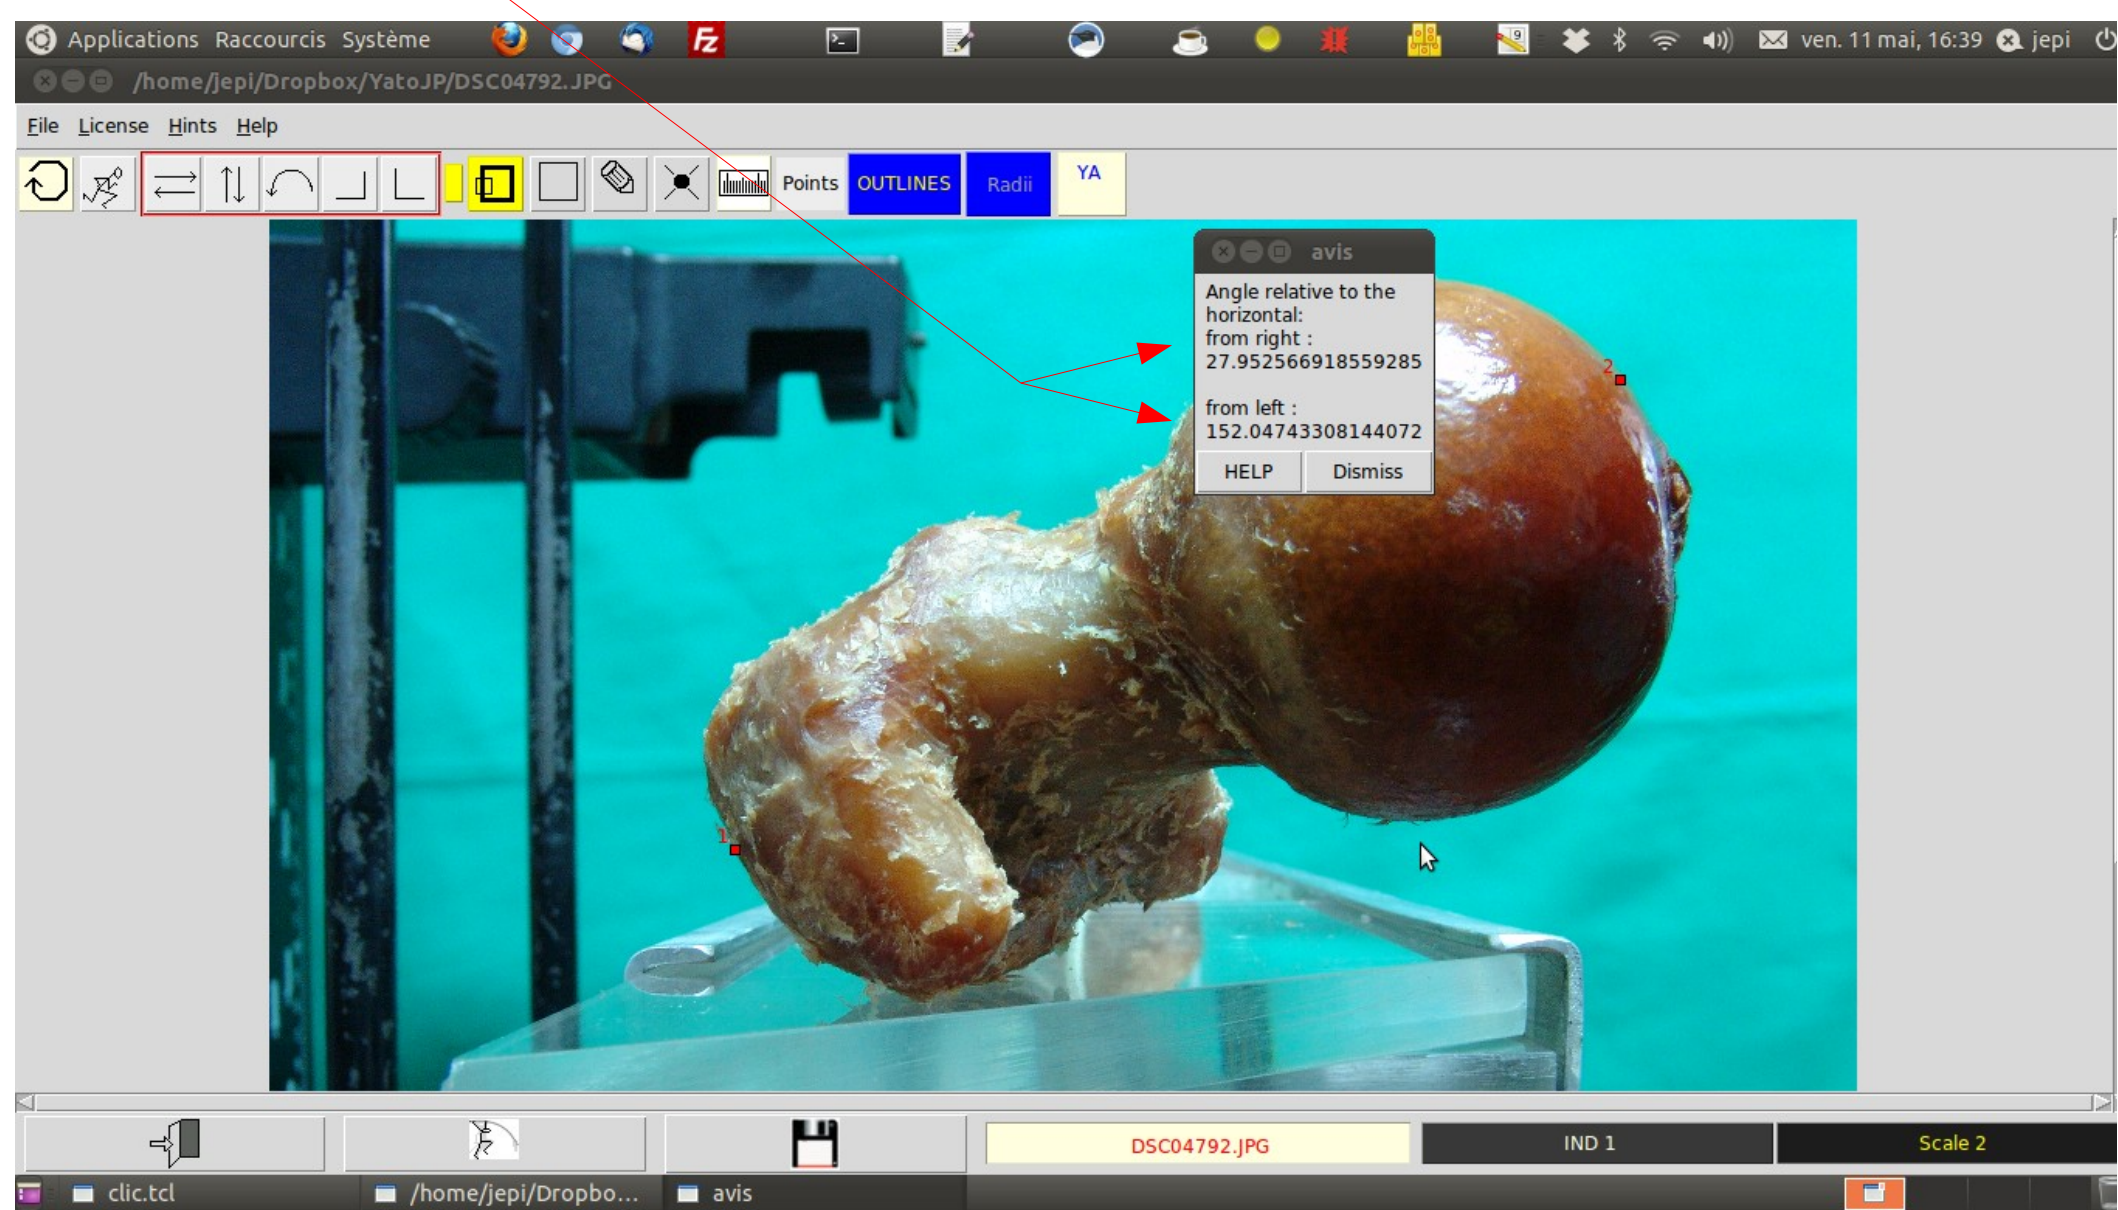 Applications Raccourcis Système
Fz
9
ven. 11 mai, 16:39 jepi
/home/jepi/Dropbox/YatoJP/DSC04792.JPG
File License Hints Help
Points OUTLINES Radii YA
avis
Angle relative to the
horizontal:
from right :
27.952566918559285
from left :
152.04743308144072
HELP Dismiss
2
1
DSC04792.JPG IND 1 Scale 2
clic.tcl /home/jepi/Dropbo... avis